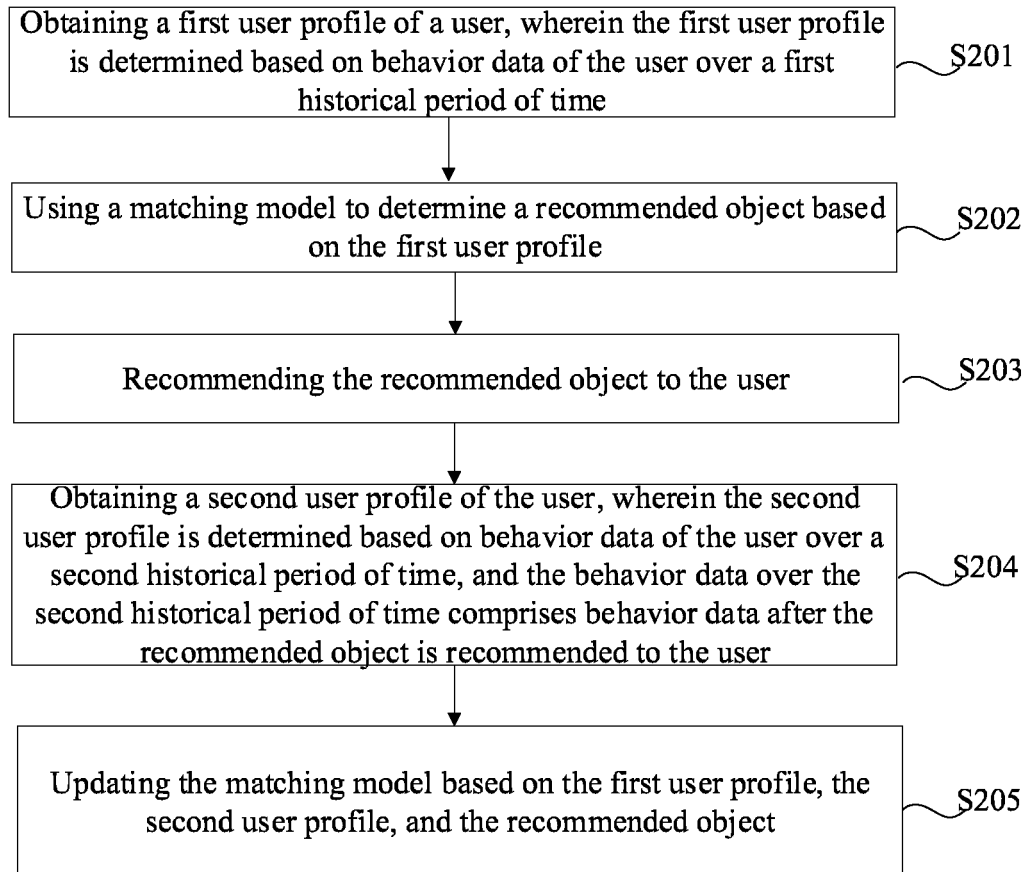 Obtaining a first user profile of a user, wherein the first user profile
is determined based on behavior data of the user over a first
historical period of time
S201
Using a matching model to determine a recommended object based
on the first user profile
S202
Recommending the recommended object to the user
S203
Obtaining a second user profile of the user, wherein the second
user profile is determined based on behavior data of the user over a
second historical period of time, and the behavior data over the
second historical period of time comprises behavior data after the
recommended object is recommended to the user
S204
Updating the matching model based on the first user profile, the
second user profile, and the recommended object
S205